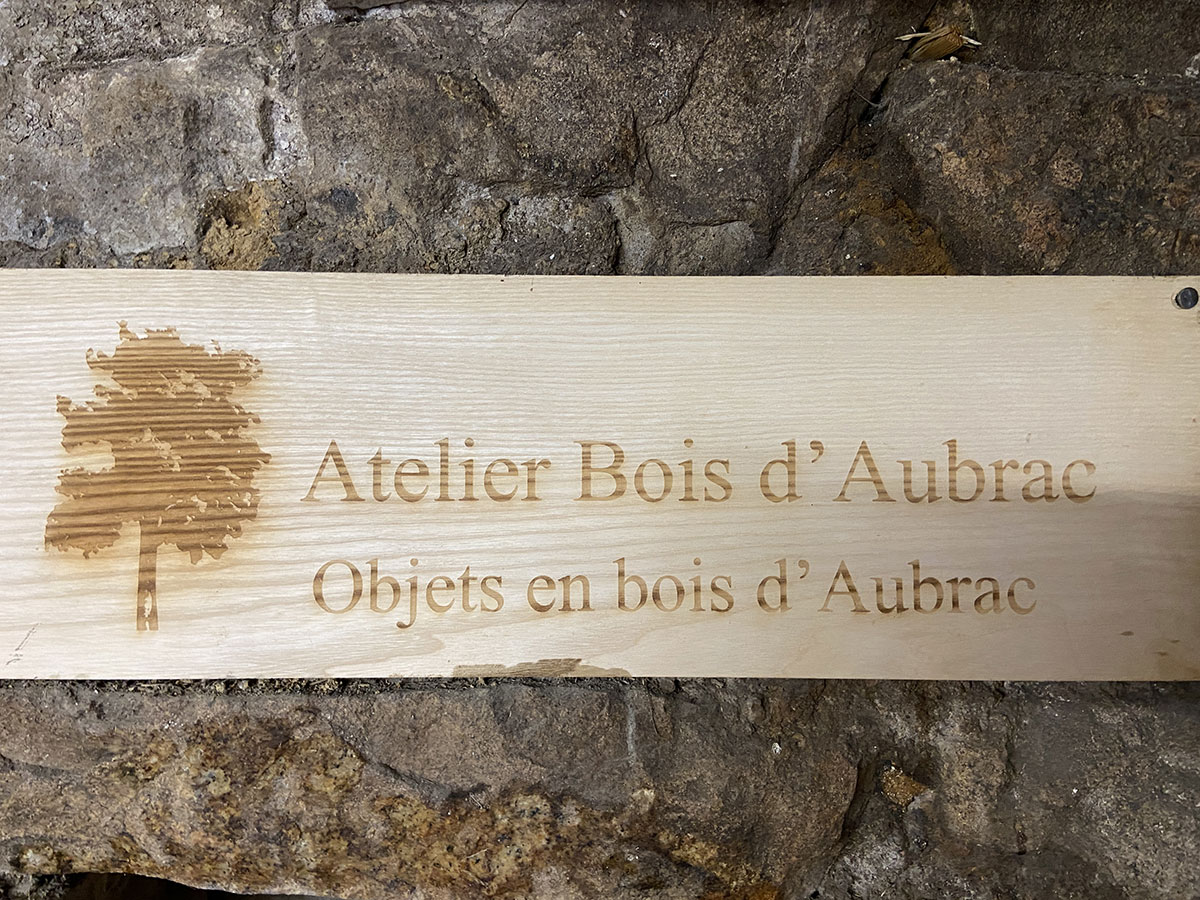 Atelier Bois d’Aubrac
Objets en bois d’Aubrac